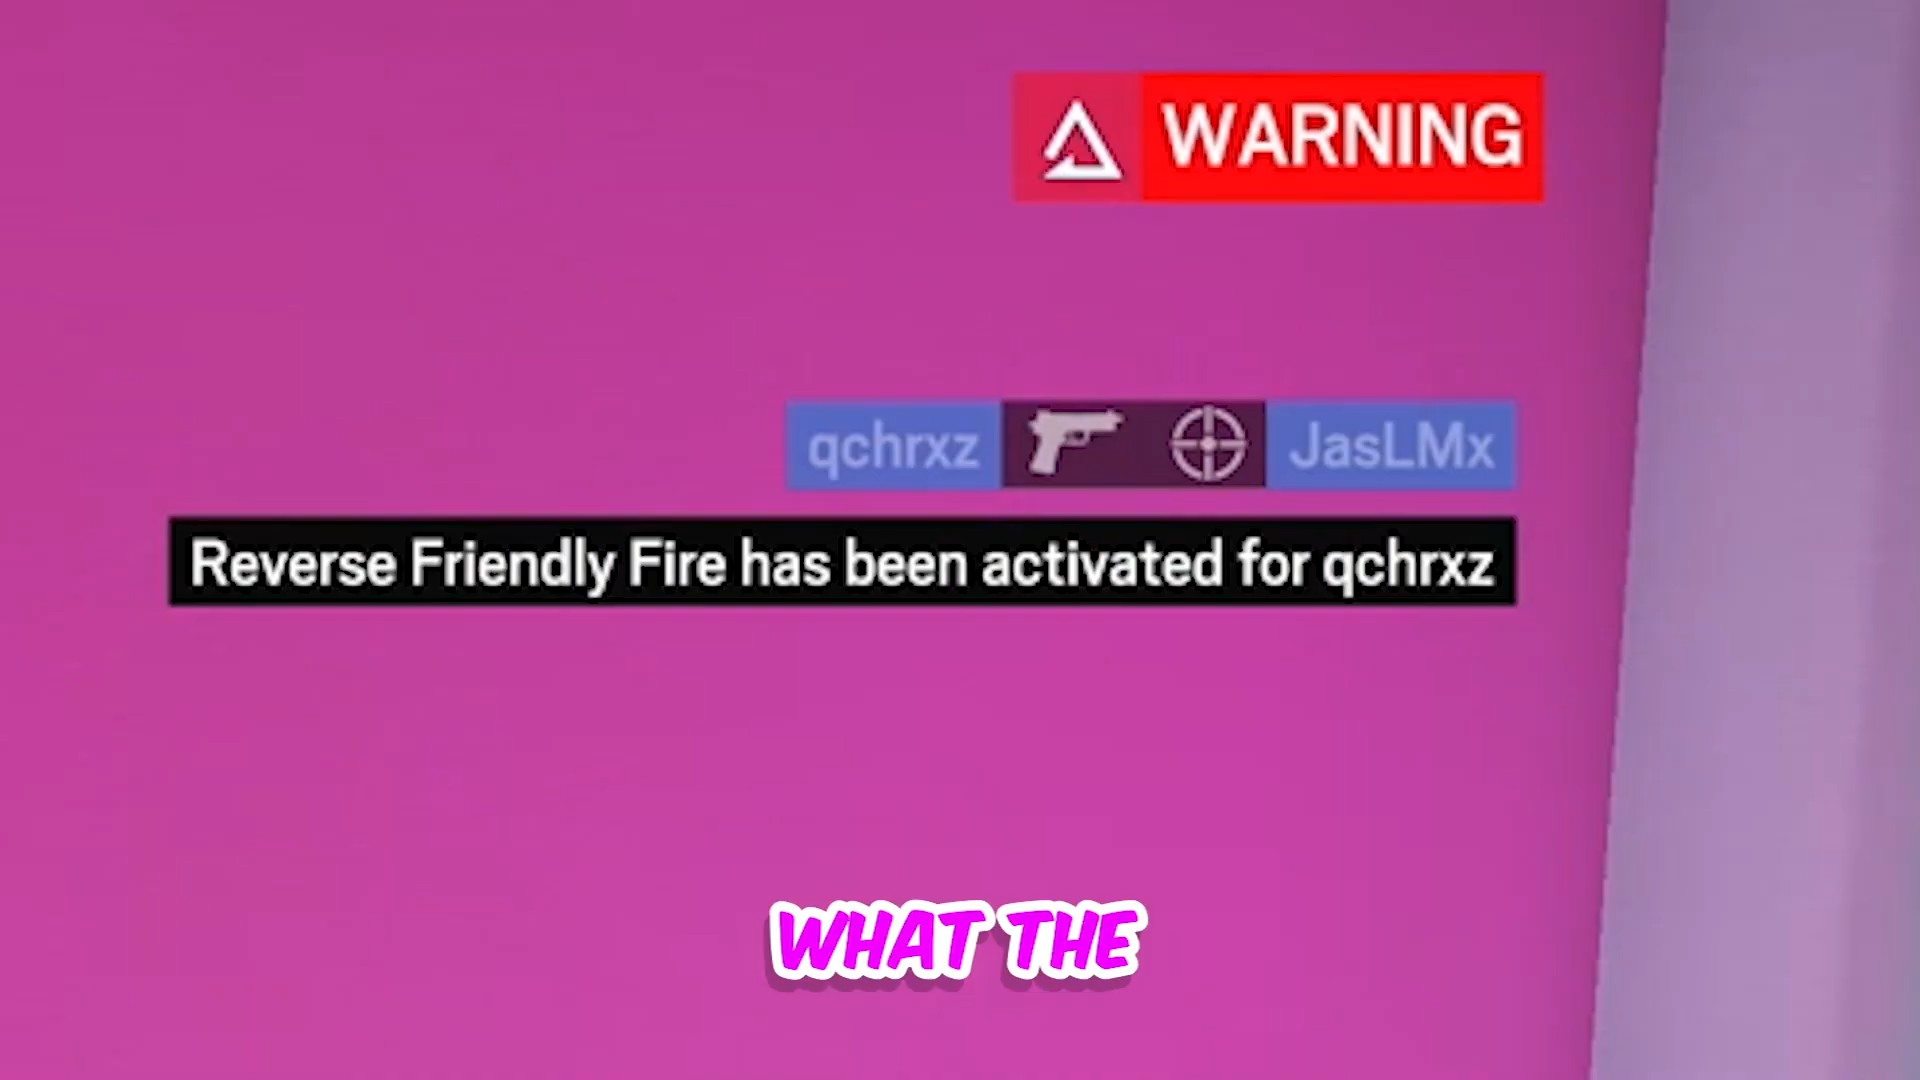 WARNING
qchrxz JasLMx
Reverse Friendly Fire has been activated for qchrxz
WHAT THE